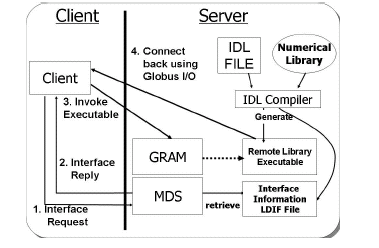 Client
Server
4. Connect
back using
Globus I/O
IDL
FILE
Numerical
Library
Client
3. Invoke
Executable
IDL Compiler
Generate
GRAM
Remote Library
Executable
2. Interface
Reply
MDS
retrieve
Interface
Information
LDIF File
1. Interface
Request